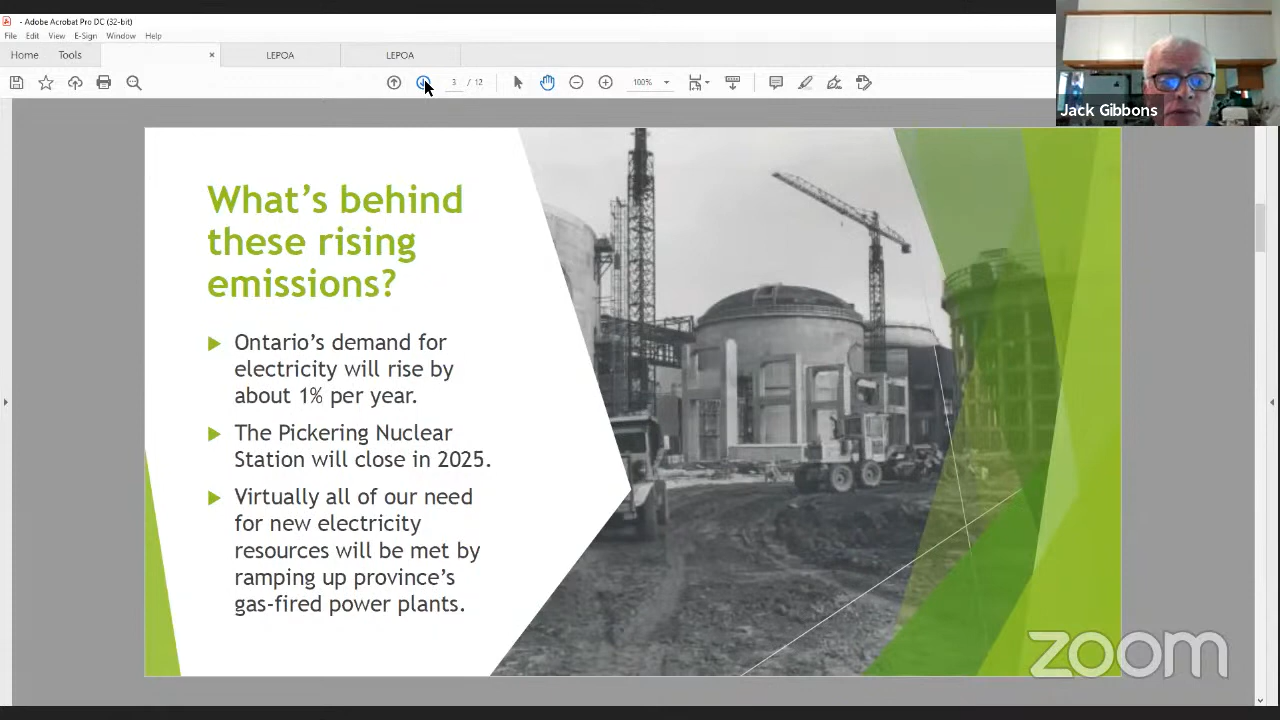 - Adobe Acrobat Pro DC (32-bit)
File Edit View E-Sign Window Help
Home Tools × LEPOA LEPOA
3 / 12 100%
Jack Gibbons
What's behind
these rising
emissions?
Ontario's demand for
electricity will rise by
about 1% per year.
The Pickering Nuclear
Station will close in 2025.
Virtually all of our need
for new electricity
resources will be met by
ramping up province's
gas-fired power plants.
zoom